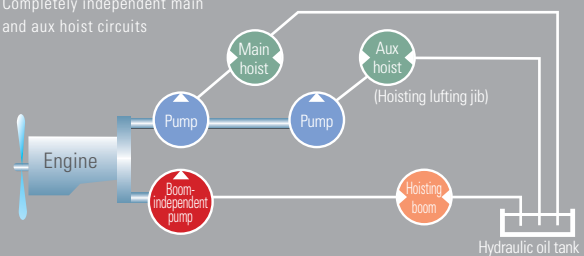 Completely independent main
and aux hoist circuits
Main
hoist
Aux
hoist
(Hoisting lufting jib)
Pump
Pump
Engine
Boom-
independent
pump
Hoisting
boom
Hydraulic oil tank